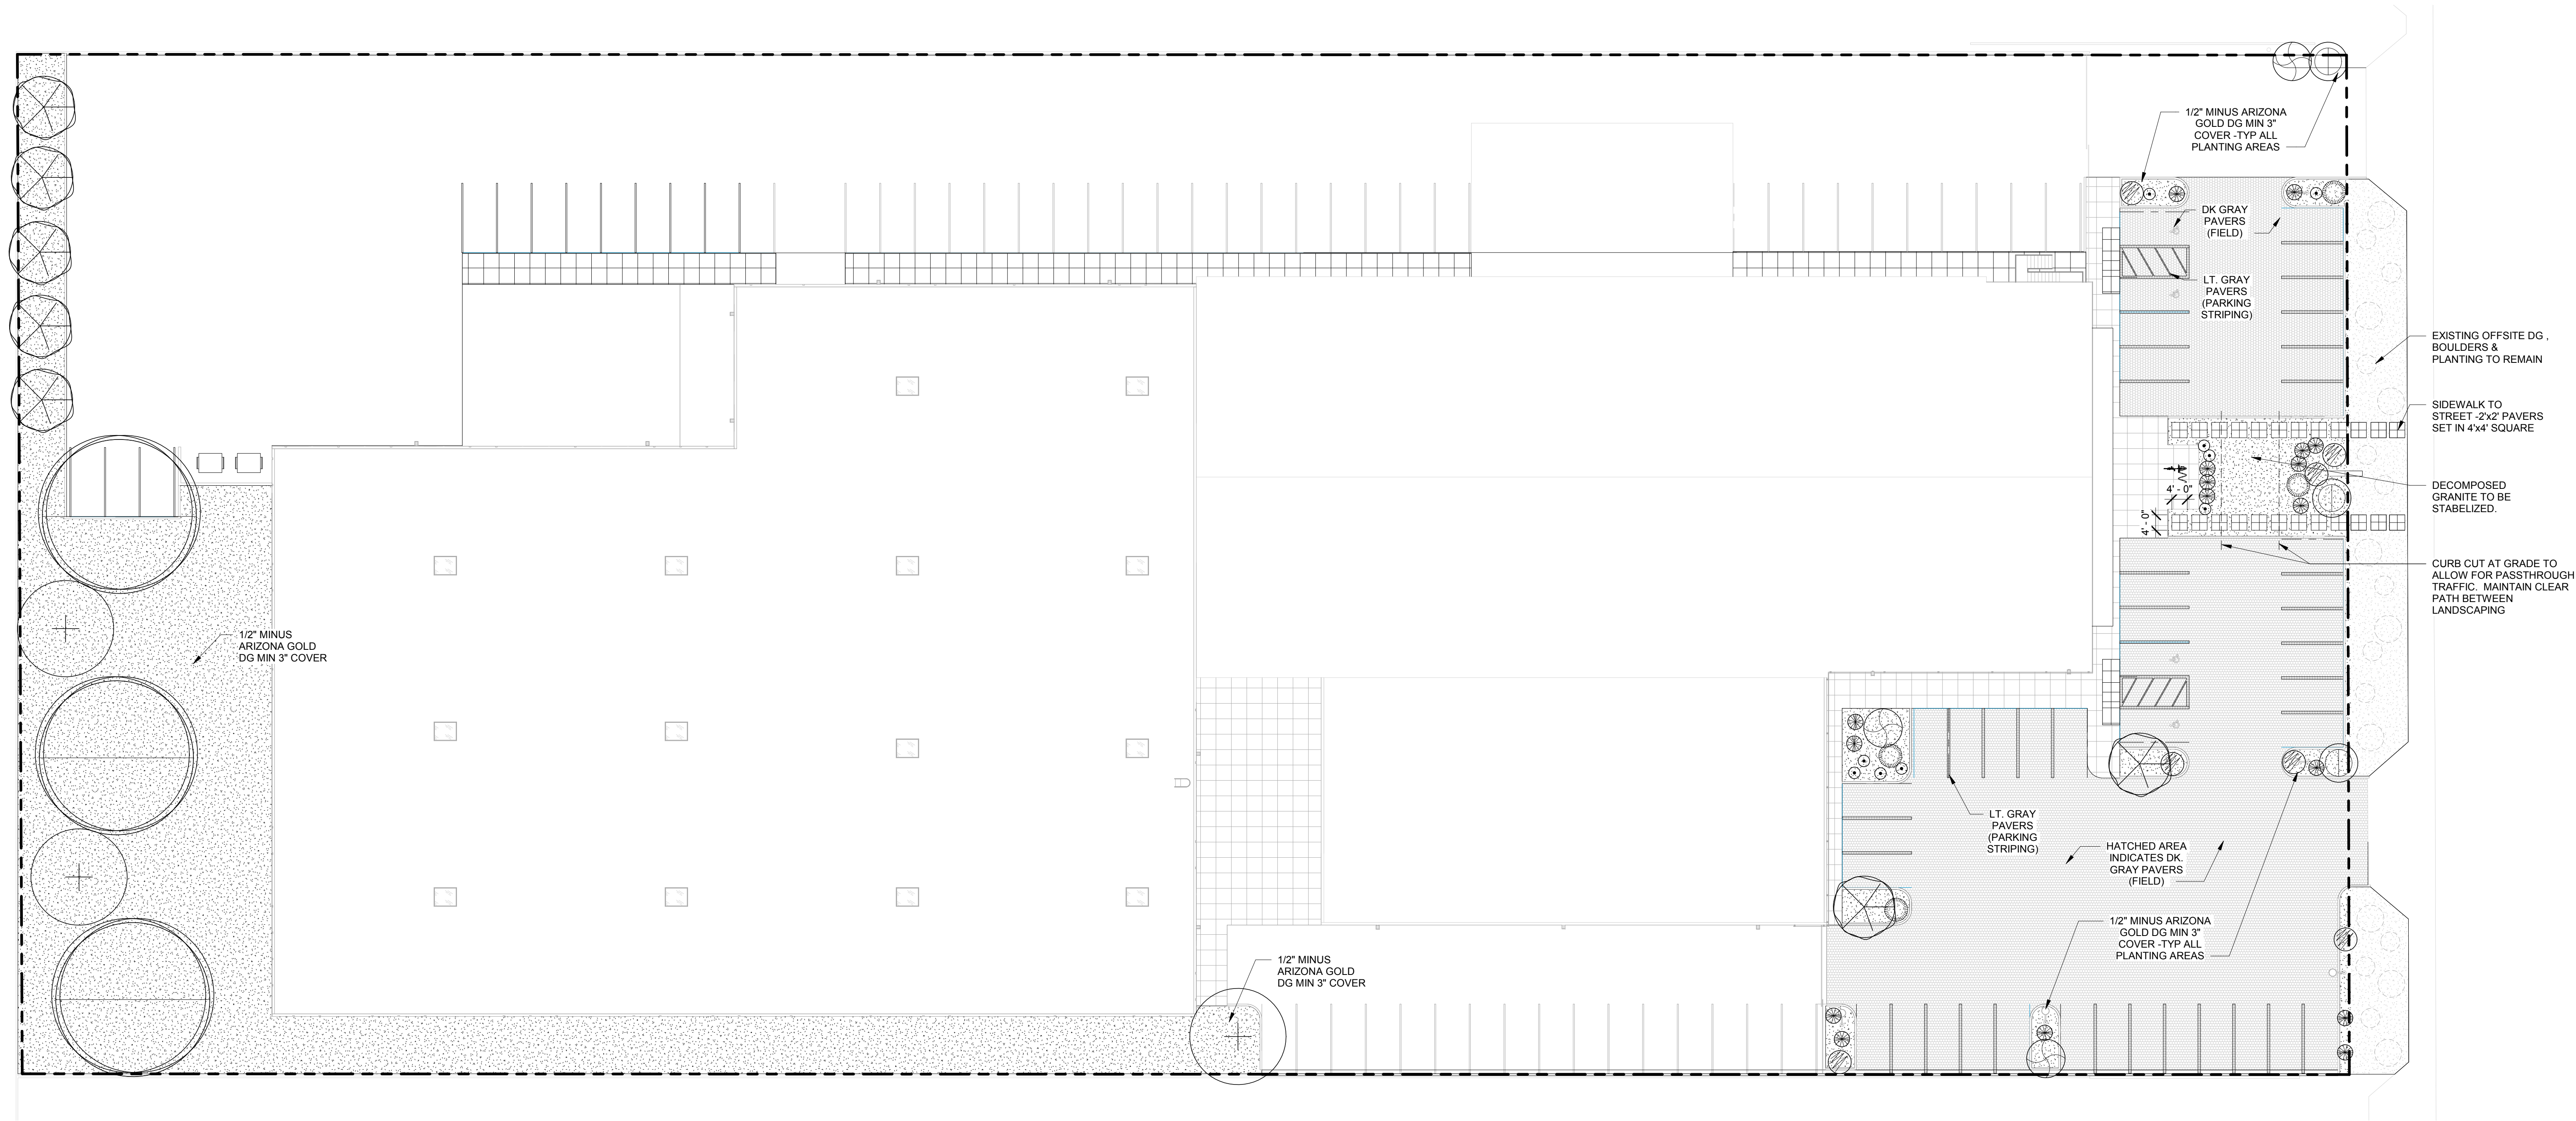 1/2" MINUS ARIZONA
GOLD DG MIN 3"
COVER -TYP ALL
PLANTING AREAS
DK GRAY
PAVERS
(FIELD)
LT. GRAY
PAVERS
(PARKING
STRIPING)
EXISTING OFFSITE DG ,
BOULDERS &
PLANTING TO REMAIN
SIDEWALK TO
STREET -2'x2' PAVERS
SET IN 4'x4' SQUARE
4' - 0"
4' - 0"
DECOMPOSED
GRANITE TO BE
STABELIZED.
CURB CUT AT GRADE TO
ALLOW FOR PASSTHROUGH
TRAFFIC.  MAINTAIN CLEAR
PATH BETWEEN
LANDSCAPING
1/2" MINUS
ARIZONA GOLD
DG MIN 3" COVER
LT. GRAY
PAVERS
(PARKING
STRIPING)
HATCHED AREA
INDICATES DK.
GRAY PAVERS
(FIELD)
1/2" MINUS ARIZONA
GOLD DG MIN 3"
COVER -TYP ALL
PLANTING AREAS
1/2" MINUS
ARIZONA GOLD
DG MIN 3" COVER